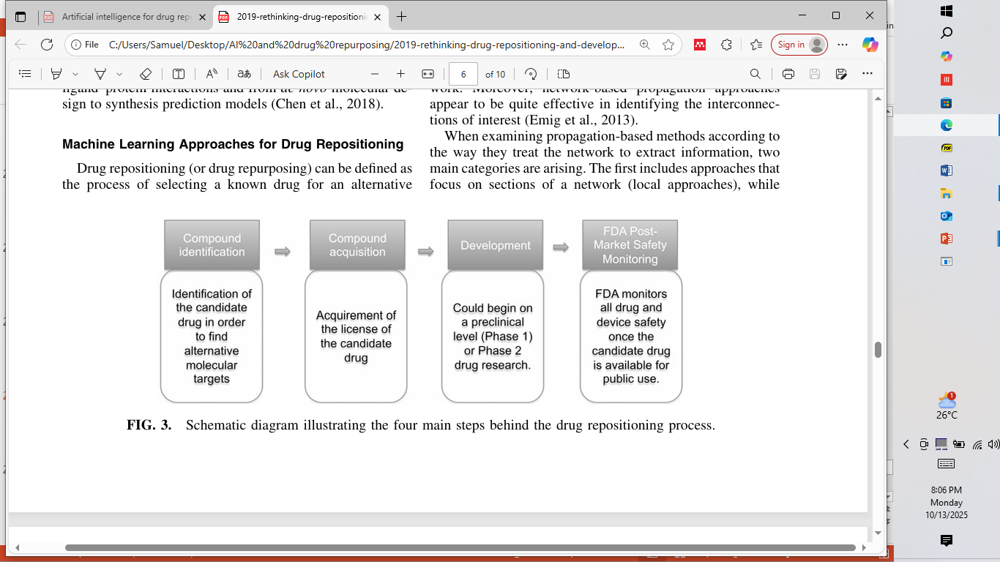 Artificial intelligence for drug rep
2019-rethinking-drug-repositioni
File
C:/Users/Samuel/Desktop/AI%20and%20drug%20repurposing/2019-rethinking-drug-repositioning-and-develop...
Sign in
Ask Copilot
6 of 10
ligand–protein interactions and from de novo molecular de-
sign to synthesis prediction models (Chen et al., 2018).
Machine Learning Approaches for Drug Repositioning
Drug repositioning (or drug repurposing) can be defined as
the process of selecting a known drug for an alternative
work. Moreover, network-based propagation approaches
appear to be quite effective in identifying the interconnec-
tions of interest (Emig et al., 2013).
When examining propagation-based methods according to
the way they treat the network to extract information, two
main categories are arising. The first includes approaches that
focus on sections of a network (local approaches), while
Compound
identification
Identification of
the candidate
drug in order
to find
alternative
molecular
targets
Compound
acquisition
Acquirement of
the license of
the candidate
drug
Development
Could begin on
a preclinical
level (Phase 1)
or Phase 2
drug research.
FDA Post-
Market Safety
Monitoring
FDA monitors
all drug and
device safety
once the
candidate drug
is available for
public use.
FIG. 3. Schematic diagram illustrating the four main steps behind the drug repositioning process.
1
26°C
8:06 PM
Monday
10/13/2025